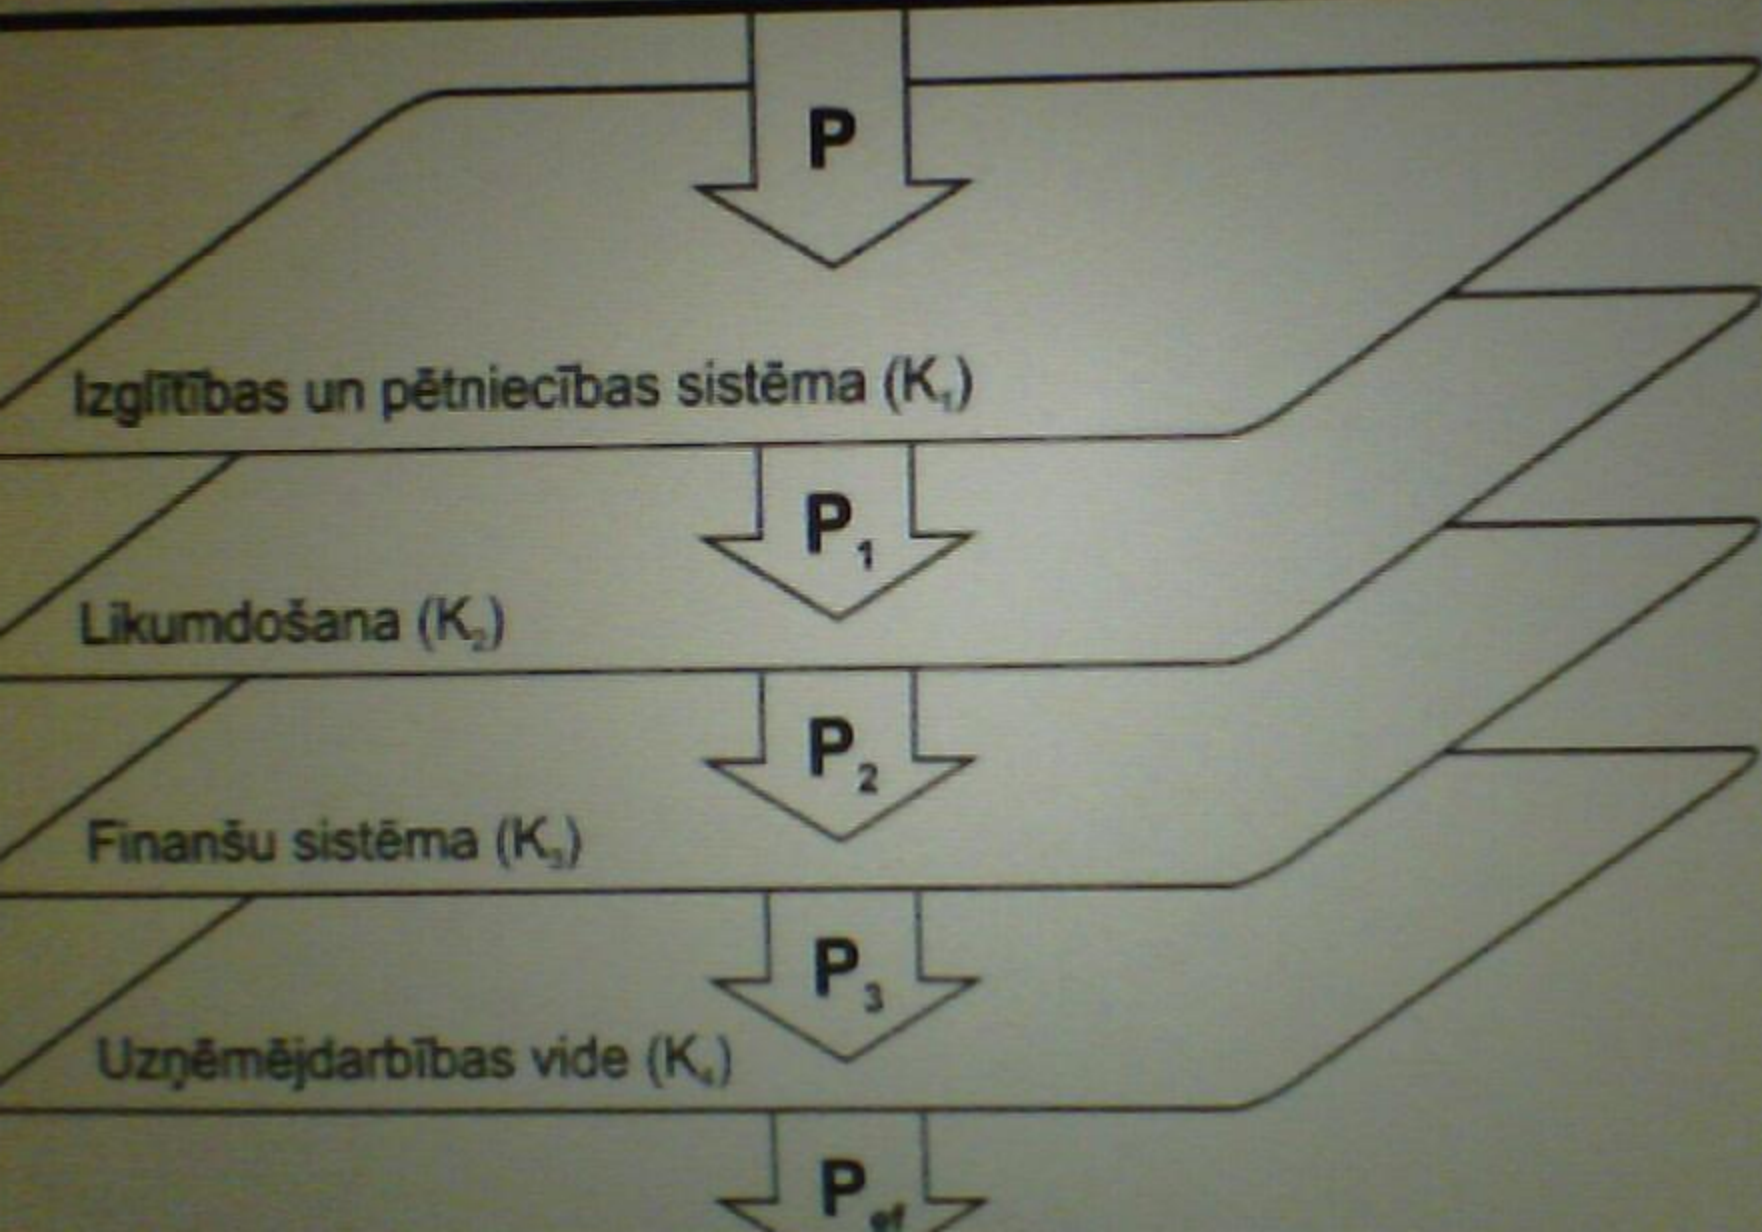 P
Izglītības un pētniecības sistēma (K₁)
P₁
Likumdošana (K₂)
P₂
Finanšu sistēma (K₃)
P₃
Uzņēmējdarbības vide (K₄)
Pₑf